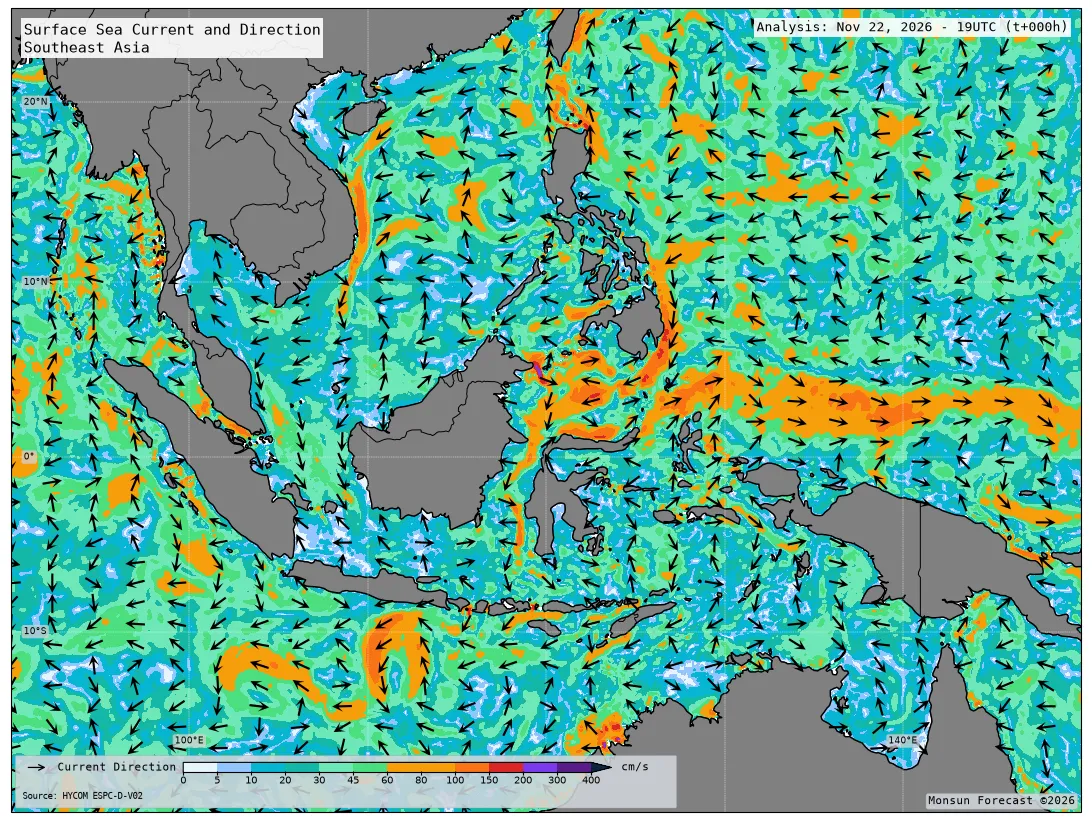 Surface Sea Current and Direction
Southeast Asia
Analysis: Nov 22, 2026 - 19UTC (t+000h)
20°N
10°N
0°
10°S
100°E
140°E
Current Direction
0 5 10 20 30 45 60 80 100 150 200 300 400 cm/s
Source: HYCOM ESPC-D-V02
Monsun Forecast ©2026